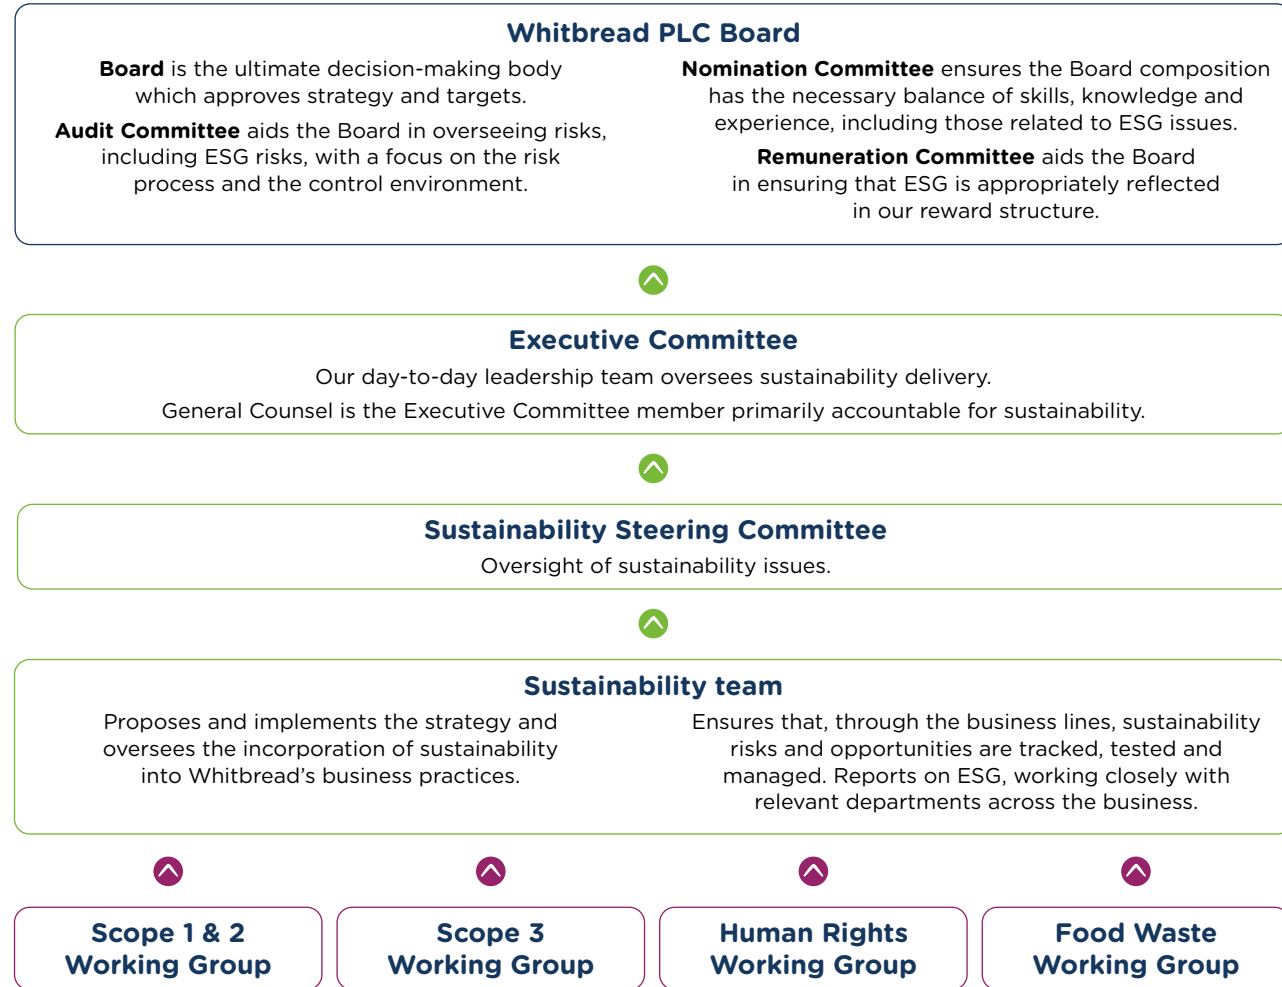 Whitbread PLC Board
Board is the ultimate decision-making body
which approves strategy and targets.
Audit Committee aids the Board in overseeing risks,
including ESG risks, with a focus on the risk
process and the control environment.
Nomination Committee ensures the Board composition
has the necessary balance of skills, knowledge and
experience, including those related to ESG issues.
Remuneration Committee aids the Board
in ensuring that ESG is appropriately reflected
in our reward structure.
Executive Committee
Our day-to-day leadership team oversees sustainability delivery.
General Counsel is the Executive Committee member primarily accountable for sustainability.
Sustainability Steering Committee
Oversight of sustainability issues.
Sustainability team
Proposes and implements the strategy and
oversees the incorporation of sustainability
into Whitbread’s business practices.
Ensures that, through the business lines, sustainability
risks and opportunities are tracked, tested and
managed. Reports on ESG, working closely with
relevant departments across the business.
Scope 1 & 2
Working Group
Scope 3
Working Group
Human Rights
Working Group
Food Waste
Working Group